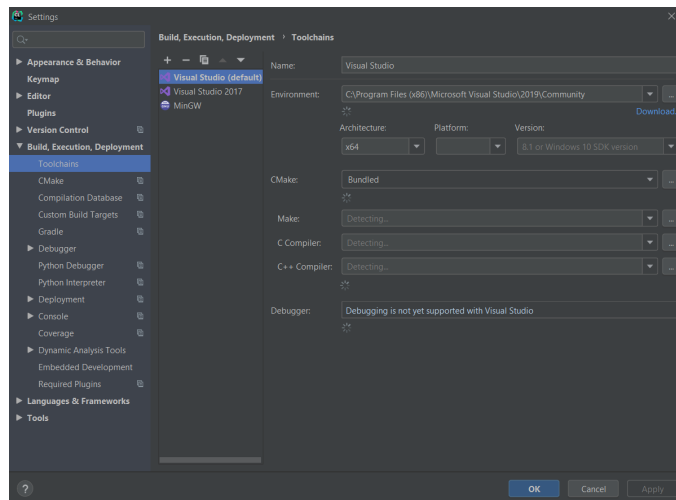 Settings
Build, Execution, Deployment › Toolchains
Appearance & Behavior
Keymap
Editor
Plugins
Version Control
Build, Execution, Deployment
Toolchains
CMake
Compilation Database
Custom Build Targets
Gradle
Debugger
Python Debugger
Python Interpreter
Deployment
Console
Coverage
Dynamic Analysis Tools
Embedded Development
Required Plugins
Languages & Frameworks
Tools
Visual Studio (default)
Visual Studio 2017
MinGW
Name: Visual Studio
Environment: C:\Program Files (x86)\Microsoft Visual Studio\2019\Community
Download
Architecture: Platform: Version:
x64 8.1 or Windows 10 SDK version
CMake: Bundled
Make: Detecting...
C Compiler: Detecting...
C++ Compiler: Detecting...
Debugger: Debugging is not yet supported with Visual Studio
? OK Cancel Apply